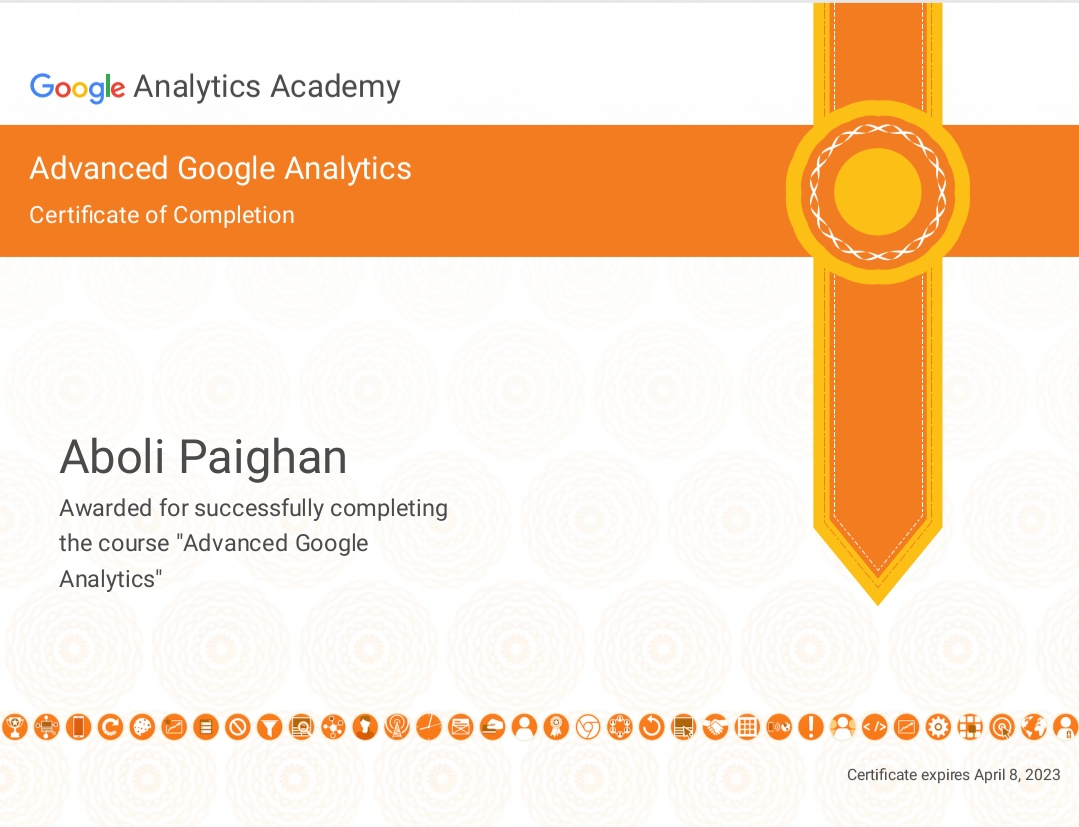 Google Analytics Academy
Advanced Google Analytics
Certificate of Completion
Aboli Paighan
Awarded for successfully completing
the course "Advanced Google
Analytics"
Certificate expires April 8, 2023